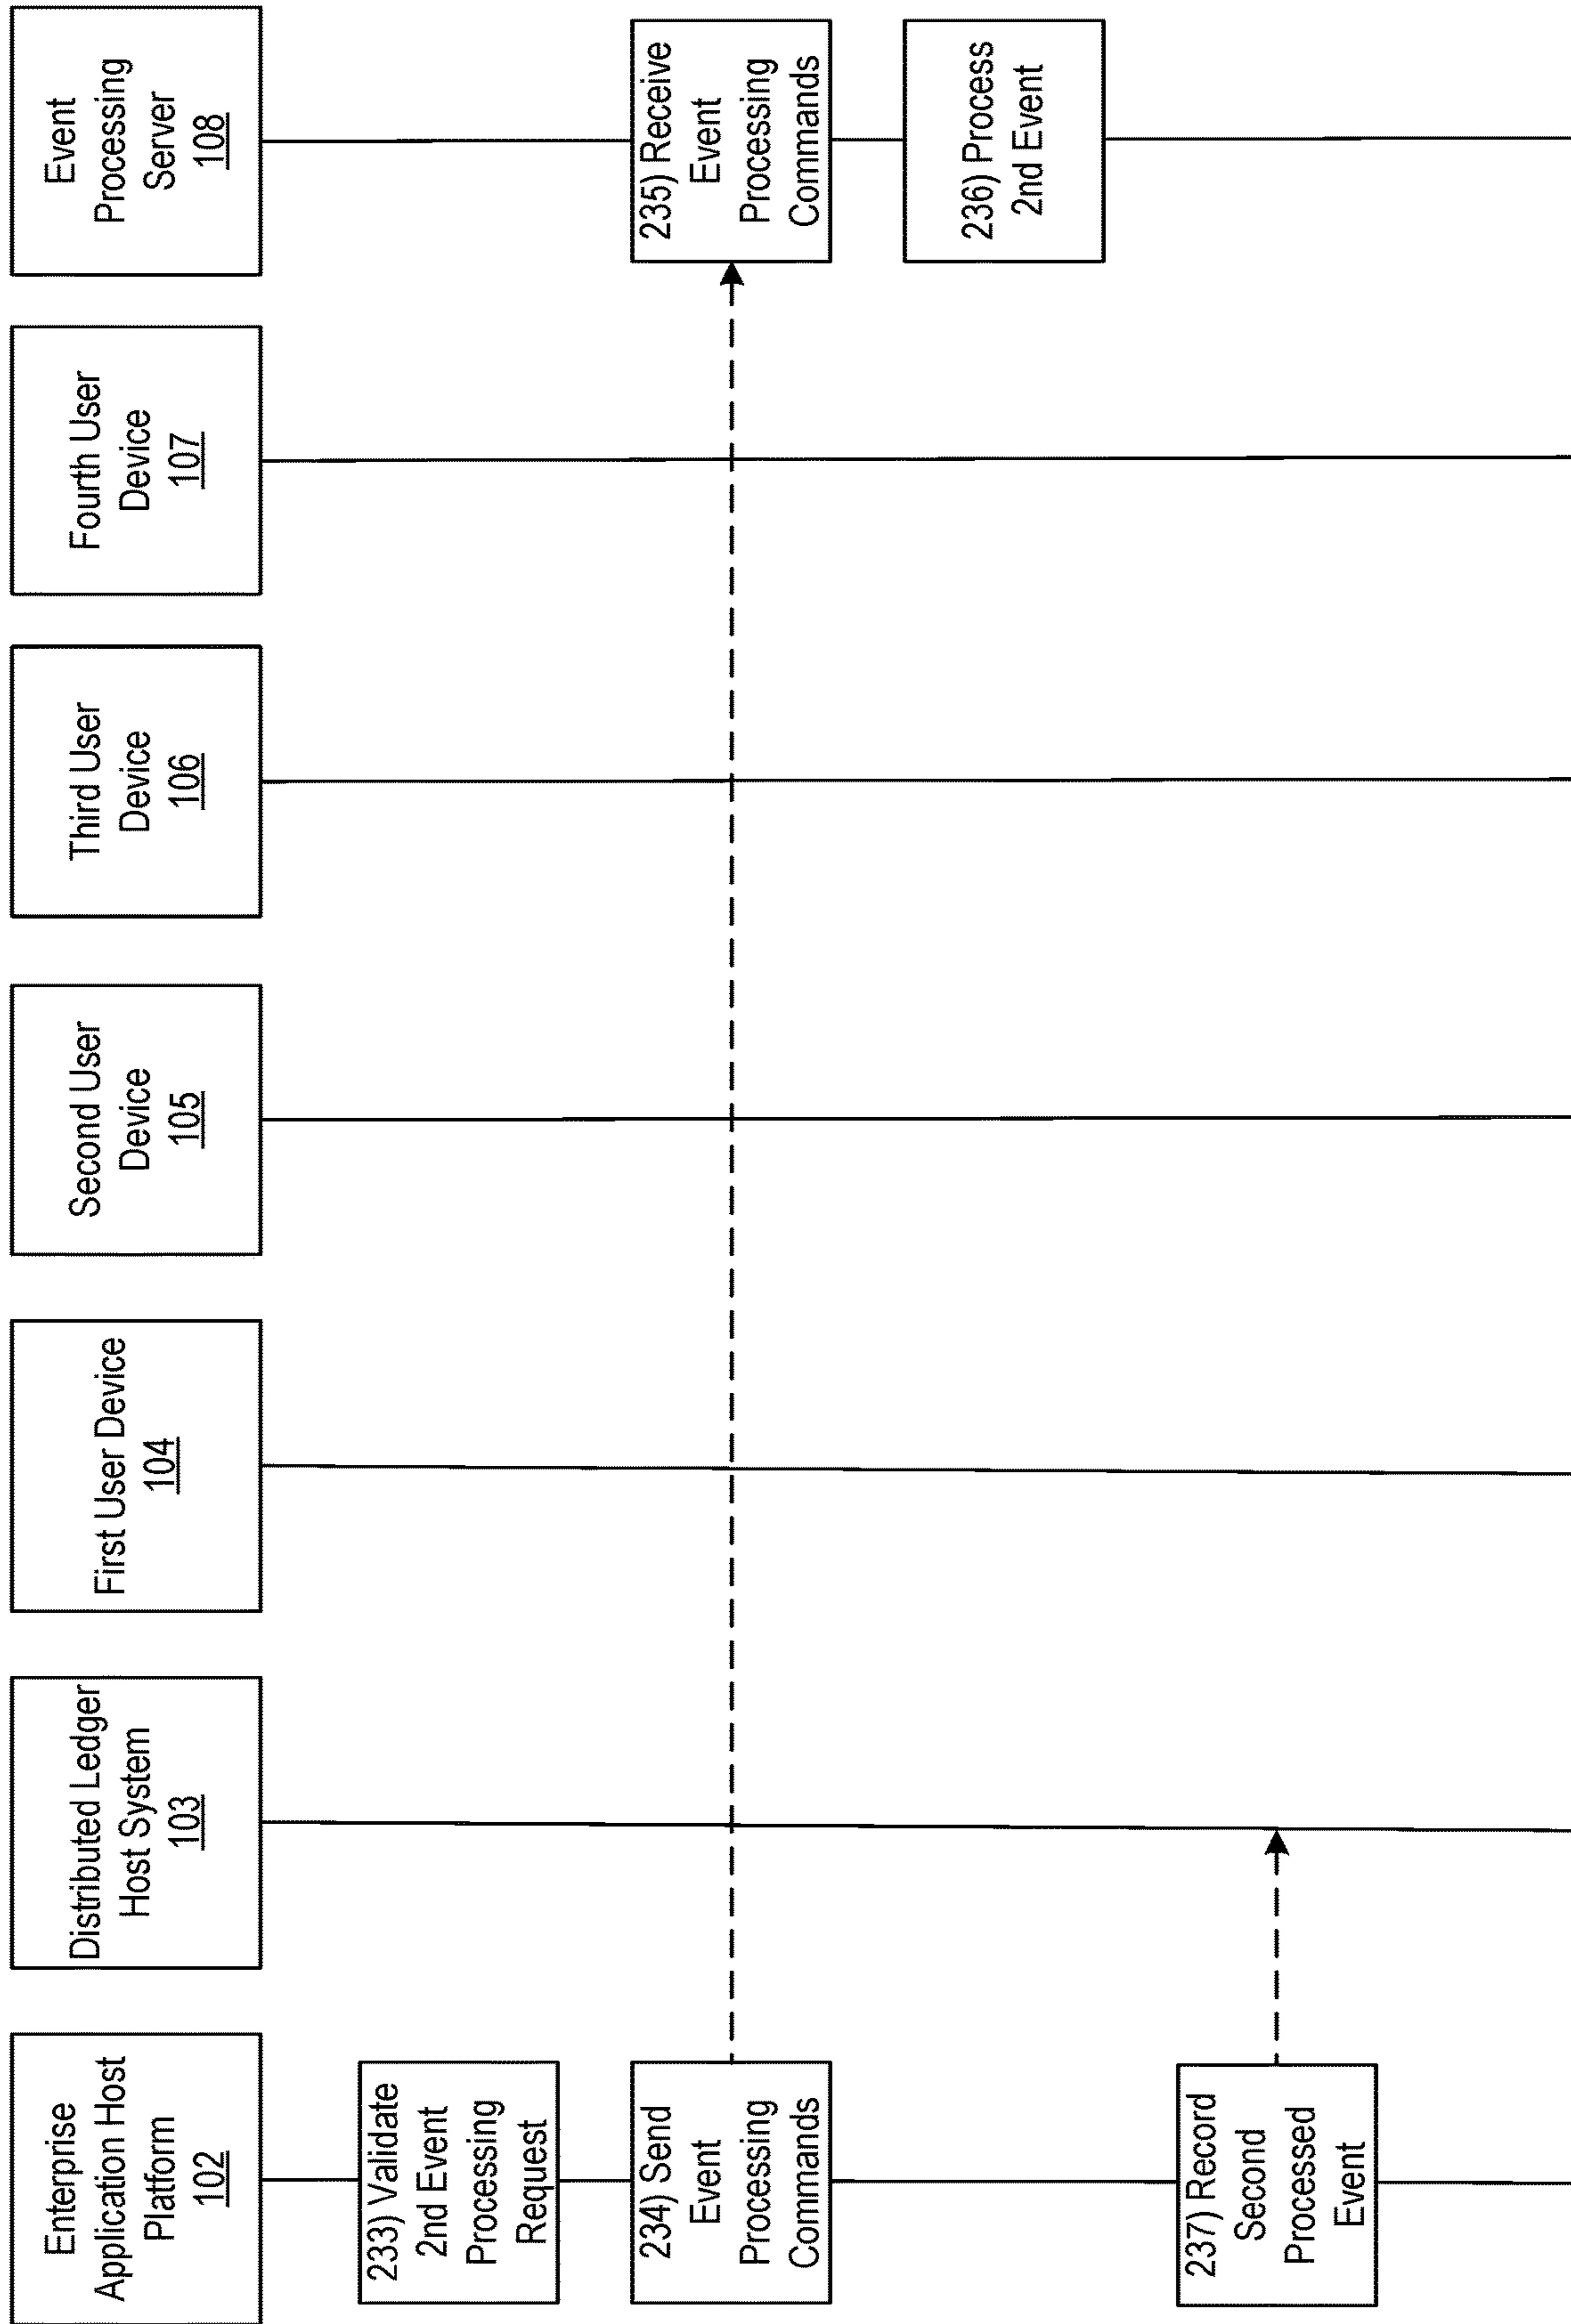 Enterprise
Application Host
Platform
102
Distributed Ledger
Host System
103
First User Device
104
Second User
Device
105
Third User
Device
106
Fourth User
Device
107
Event
Processing
Server
108
233) Validate
2nd Event
Processing
Request
234) Send
Event
Processing
Commands
235) Receive
Event
Processing
Commands
236) Process
2nd Event
237) Record
Second
Processed
Event